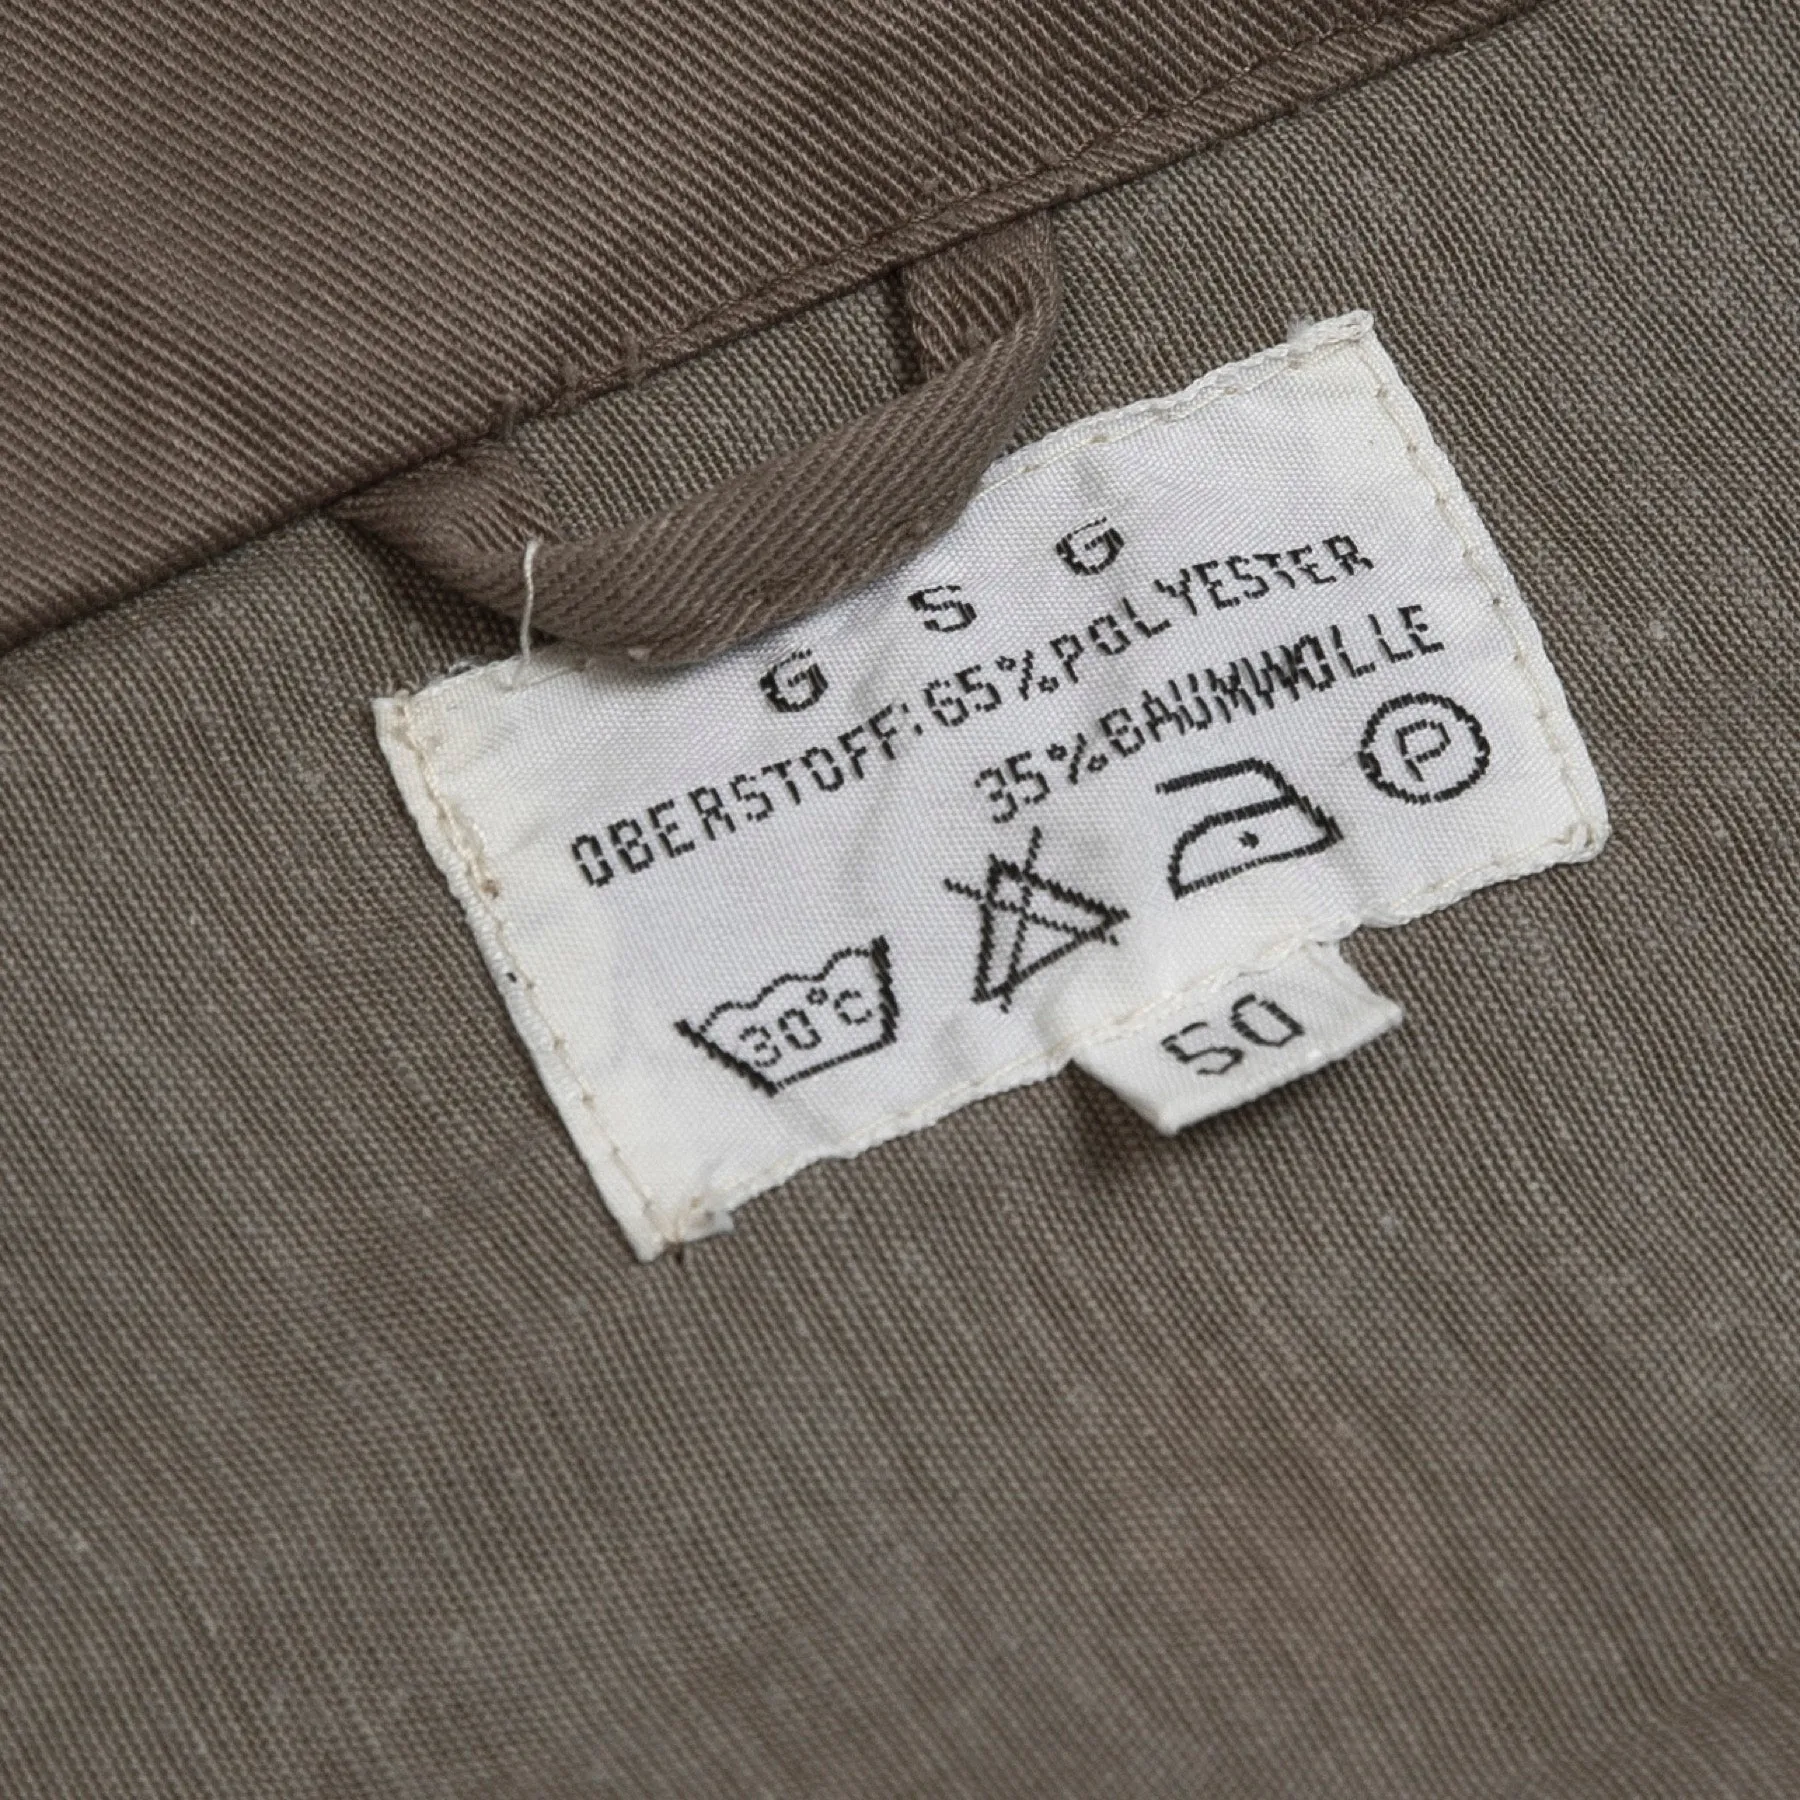 G S G
OBERSTOFF: 65% POLYESTER
35% BAUMWOLLE
30°C P
50